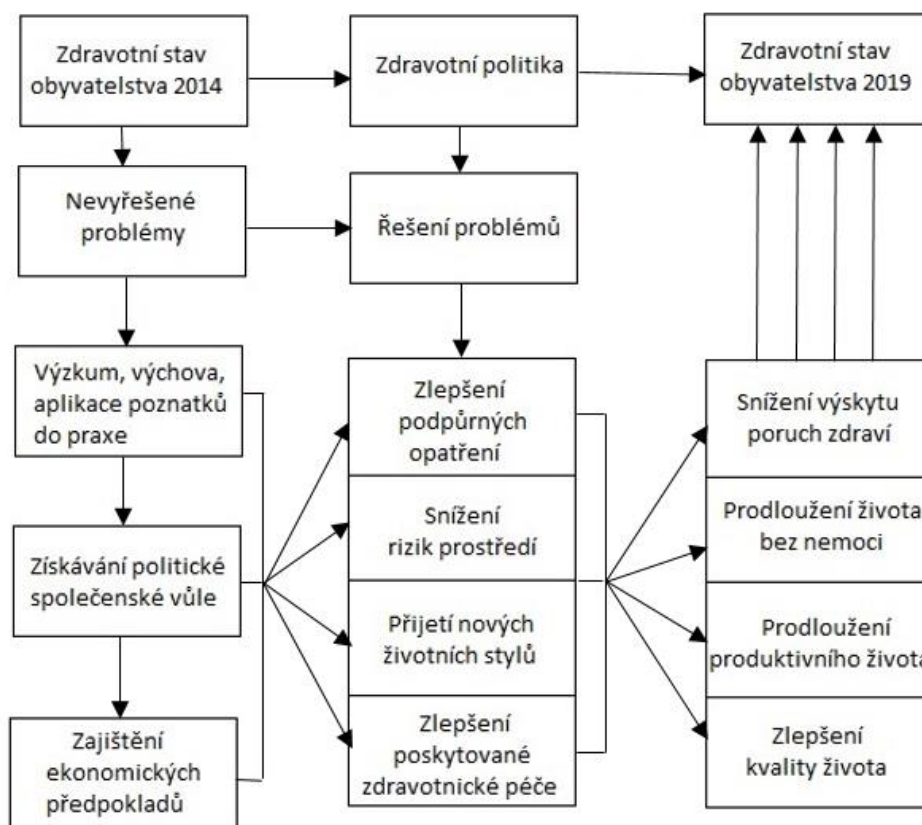 Zdravotní stav
obyvatelstva 2014
Zdravotní politika
Zdravotní stav
obyvatelstva 2019
Nevyřešené
problémy
Řešení problémů
Výzkum, výchova,
aplikace poznatků
do praxe
Zlepšení
podpůrných
opatření
Snížení výskytu
poruch zdraví
Snížení
rizik prostředí
Prodloužení života
bez nemoci
Získávání politické
společenské vůle
Přijetí nových
životních stylů
Prodloužení
produktivního života
Zajištění
ekonomických
předpokladů
Zlepšení
poskytované
zdravotnické péče
Zlepšení
kvality života